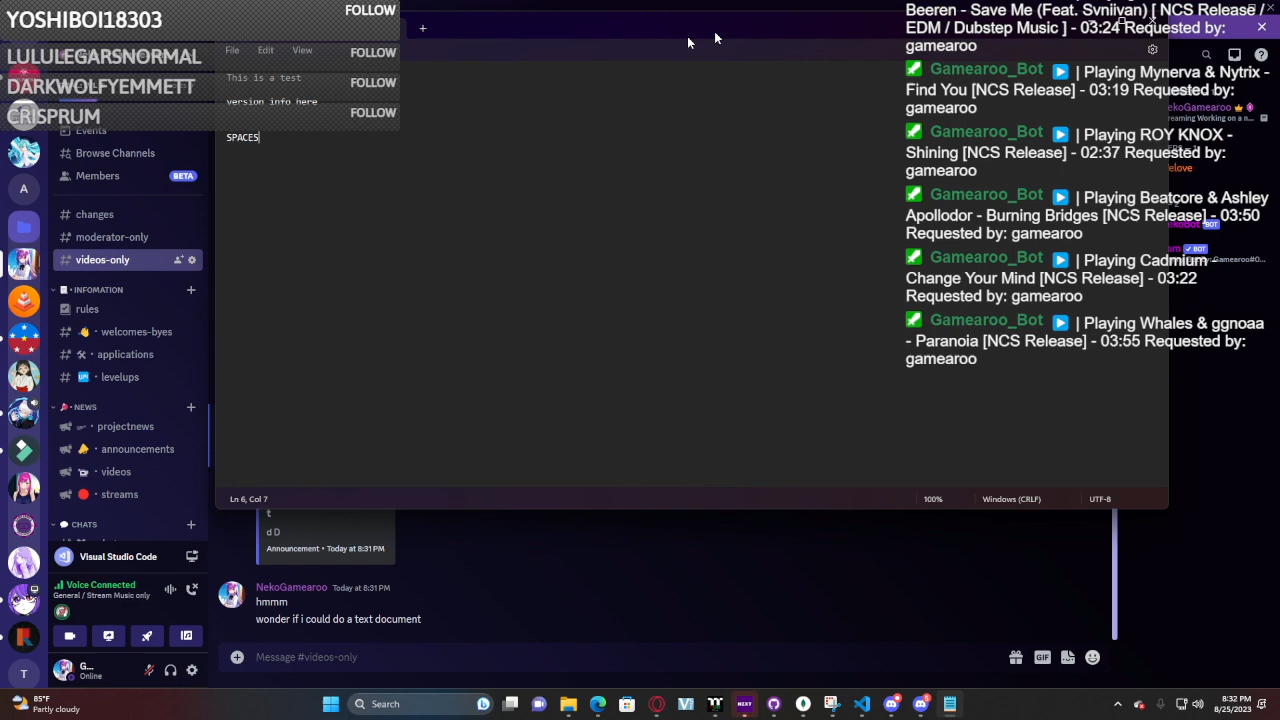 YOSHIBOI18303
FOLLOW
LULULEGARSNORMAL
FOLLOW
DARKWOLFYEMMETT
FOLLOW
CRISPRUM
FOLLOW
File Edit View
This is a test
version info here
SPACES
Ln 6, Col 7
100%
Windows (CRLF)
UTF-8
Beeren - Save Me (Feat. Svniivan) [ NCS Release /
EDM / Dubstep Music ] - 03:24 Requested by:
gamearoo
Gamearoo_Bot | Playing Mynerva & Nytrix -
Find You [NCS Release] - 03:19 Requested by:
gamearoo
Gamearoo_Bot | Playing ROY KNOX -
Shining [NCS Release] - 02:37 Requested by:
gamearoo
Gamearoo_Bot | Playing Beatcore & Ashley
Apollodor - Burning Bridges [NCS Release] - 03:50
Requested by: gamearoo
Gamearoo_Bot | Playing Cadmium -
Change Your Mind [NCS Release] - 03:22
Requested by: gamearoo
Gamearoo_Bot | Playing Whales & ggnoaa
- Paranoia [NCS Release] - 03:55 Requested by:
gamearoo
Events
Browse Channels
Members BETA
A
changes
moderator-only
videos-only
INFOMATION
rules
welcomes-byes
applications
levelups
NEWS
projectnews
announcements
videos
streams
CHATS
Visual Studio Code
Voice Connected
General / Stream Music only
G...
Online
T
t
d D
Announcement • Today at 8:31 PM
NekoGamearoo Today at 8:31 PM
hmmm
wonder if i could do a text document
Message #videos-only
GIF
BOT
BOT
85°F
Partly cloudy
Search
NEXT
8:32 PM
8/25/2023